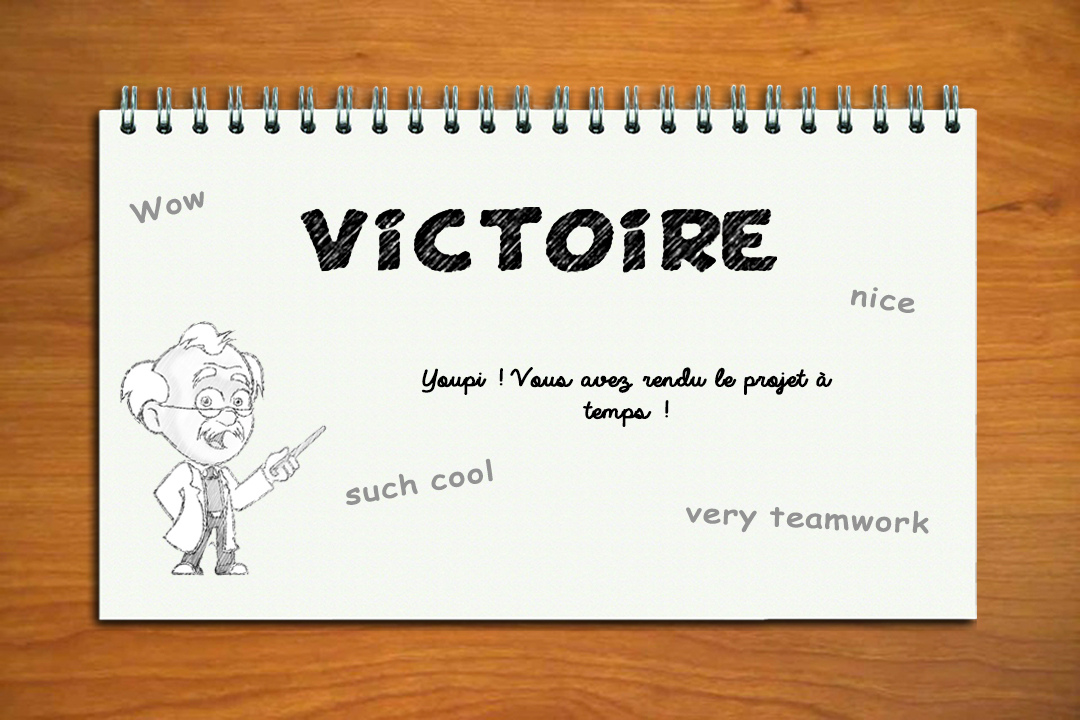 Wow
VICTOIRE
nice
Youpi ! Vous avez rendu le projet à
temps !
such cool
very teamwork